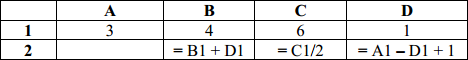 A B C D
1 3 4 6 1
2 = B1 + D1 = C1/2 = A1 – D1 + 1